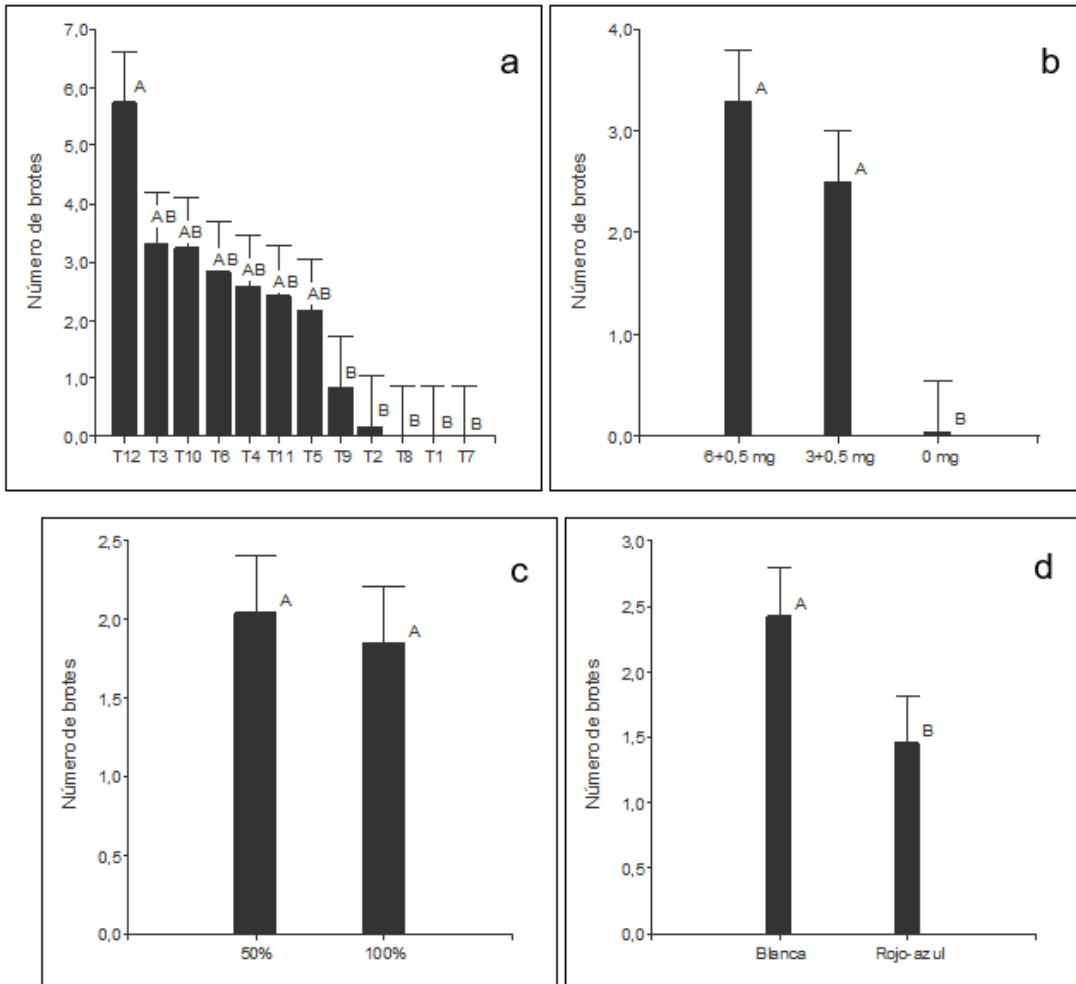 a
Número de brotes
7,0
6,0
5,0
4,0
3,0
2,0
1,0
0,0
A
AB
AB
AB
AB
AB
AB
B
B
B
B
B
T12 T3 T10 T6 T4 T11 T5 T9 T2 T8 T1 T7
b
Número de brotes
4,0
3,0
2,0
1,0
0,0
A
A
B
6+0,5 mg 3+0,5 mg 0 mg
c
Número de brotes
2,5
2,0
1,5
1,0
0,5
0,0
A
A
50% 100%
d
Número de brotes
3,0
2,5
2,0
1,5
1,0
0,5
0,0
A
B
Blanca Rojo-azul